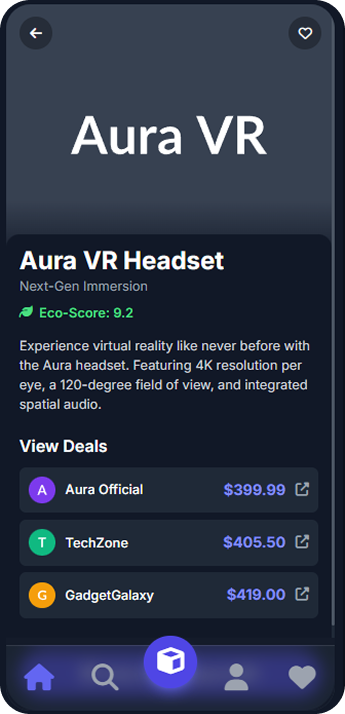 Aura VR
Aura VR Headset
Next-Gen Immersion
Eco-Score: 9.2
Experience virtual reality like never before with
the Aura headset. Featuring 4K resolution per
eye, a 120-degree field of view, and integrated
spatial audio.
View Deals
A Aura Official $399.99
T TechZone $405.50
G GadgetGalaxy $419.00